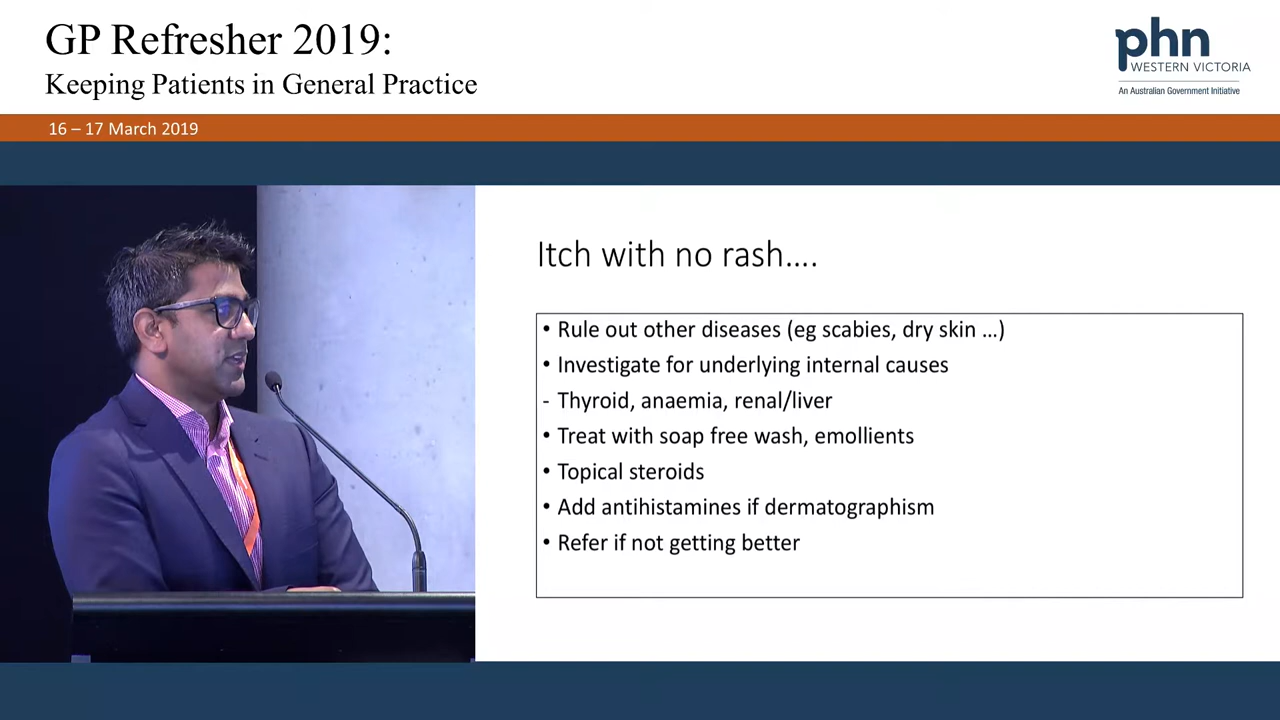 GP Refresher 2019:
Keeping Patients in General Practice
phn
WESTERN VICTORIA
An Australian Government Initiative
16 – 17 March 2019
Itch with no rash….
• Rule out other diseases (eg scabies, dry skin …)
• Investigate for underlying internal causes
- Thyroid, anaemia, renal/liver
• Treat with soap free wash, emollients
• Topical steroids
• Add antihistamines if dermatographism
• Refer if not getting better